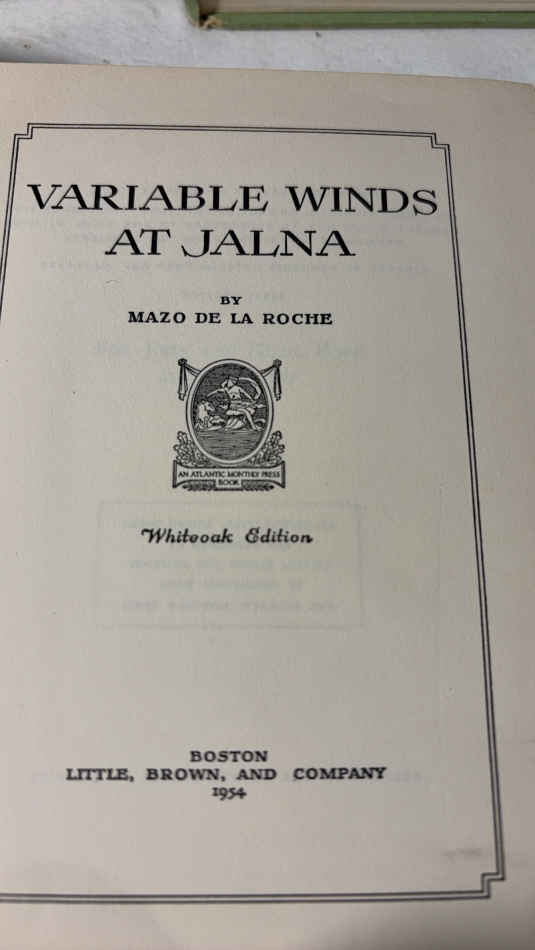 VARIABLE WINDS
AT JALNA
BY
MAZO DE LA ROCHE
AN ATLANTIC MONTHLY PRESS
BOOK
Whiteoak Edition
BOSTON
LITTLE, BROWN, AND COMPANY
1954